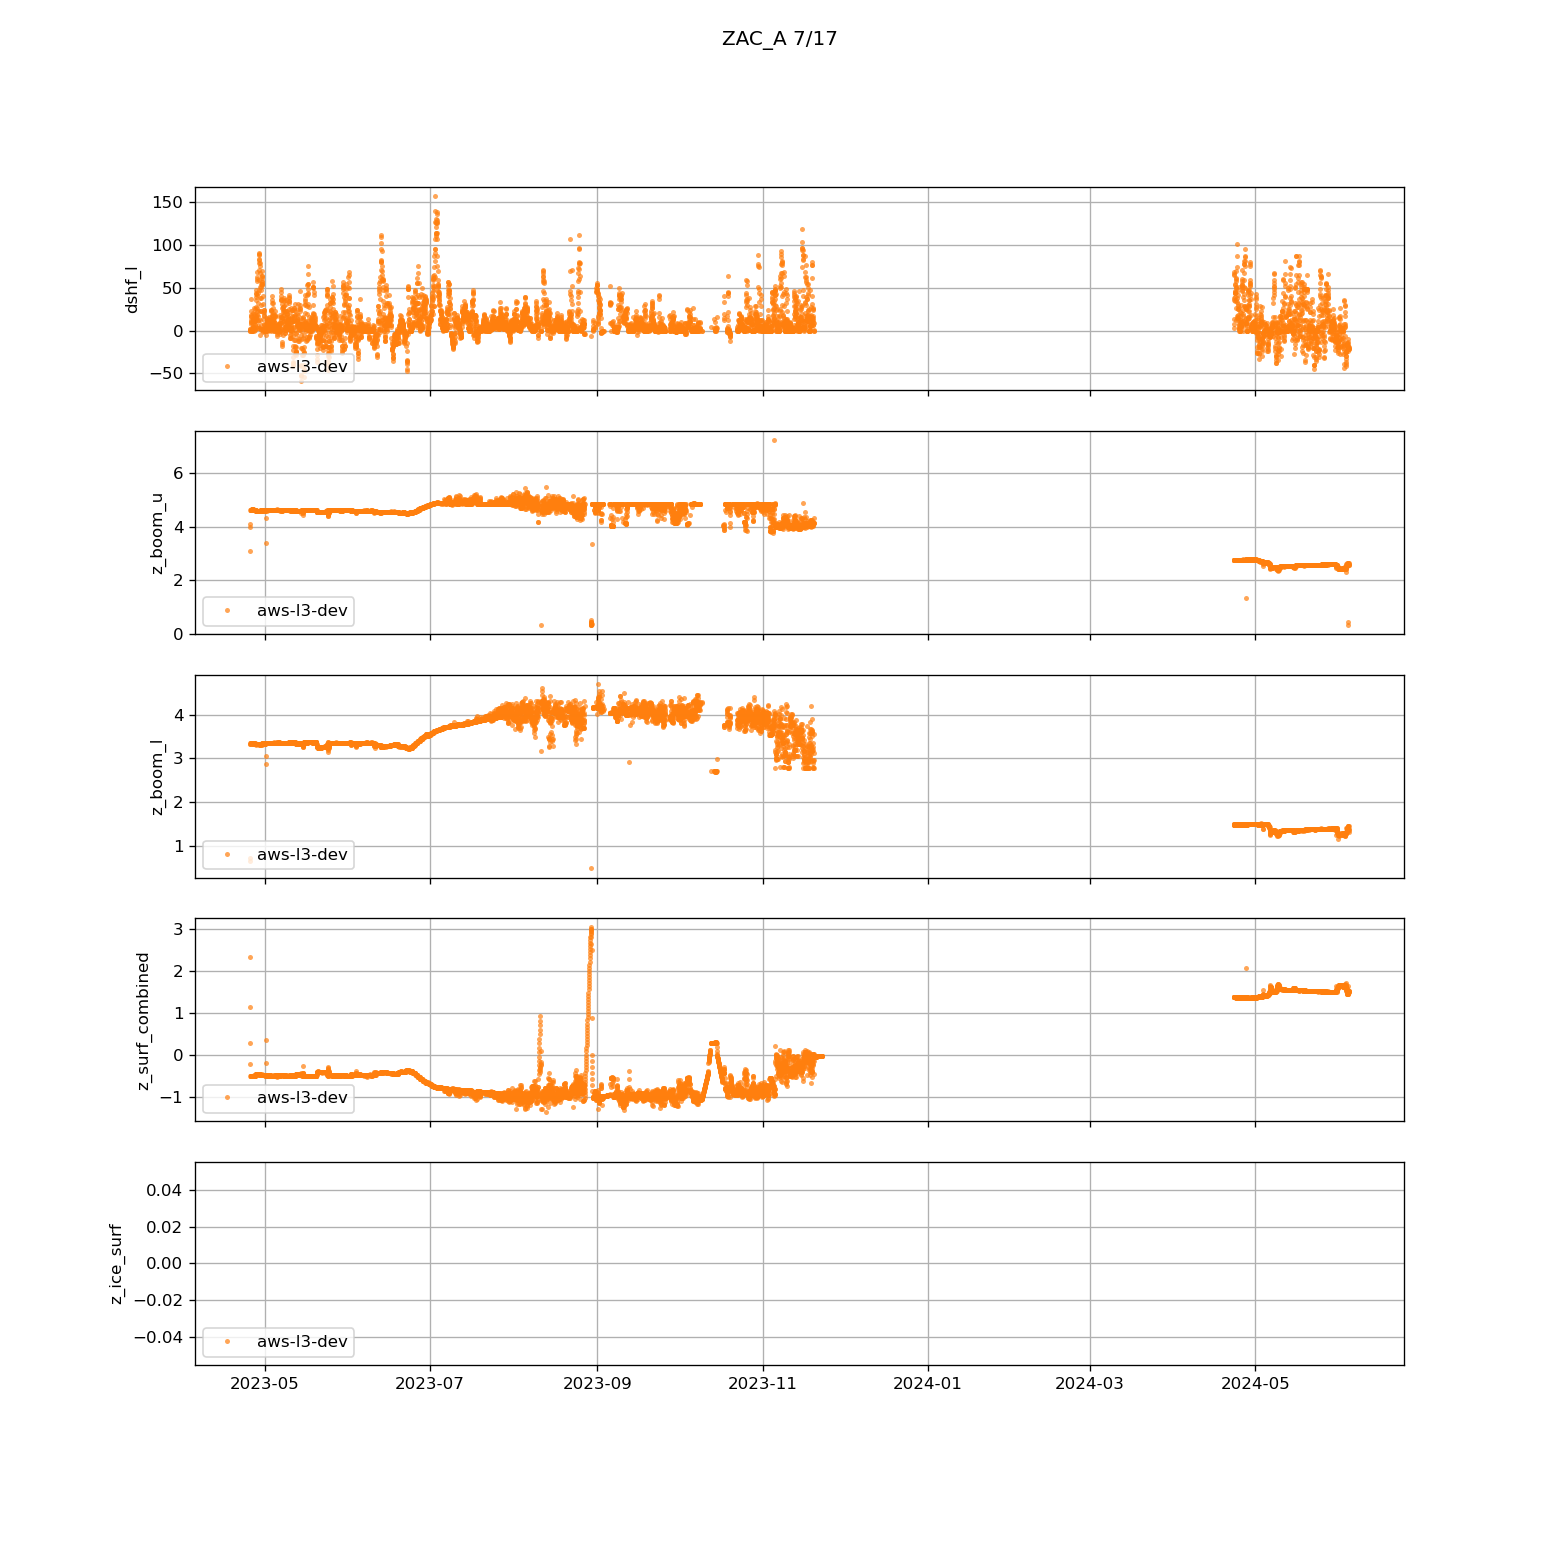 ZAC_A 7/17
150
100
50
0
−50
dshf_l
aws-l3-dev
6
4
2
0
z_boom_u
aws-l3-dev
4
3
2
1
z_boom_l
aws-l3-dev
3
2
1
0
−1
z_surf_combined
aws-l3-dev
0.04
0.02
0.00
−0.02
−0.04
z_ice_surf
aws-l3-dev
2023-05 2023-07 2023-09 2023-11 2024-01 2024-03 2024-05